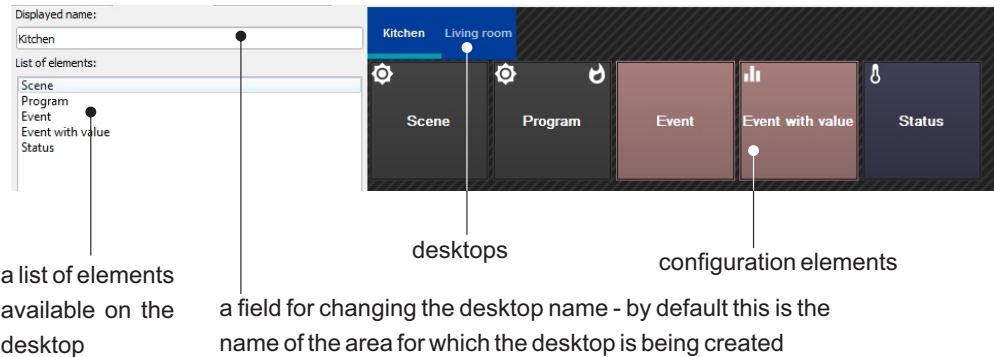 Displayed name:
Kitchen
List of elements:
Scene
Program
Event
Event with value
Status
Kitchen Living room
Scene Program Event Event with value Status
desktops
configuration elements
a list of elements
available on the
desktop
a field for changing the desktop name - by default this is the
name of the area for which the desktop is being created